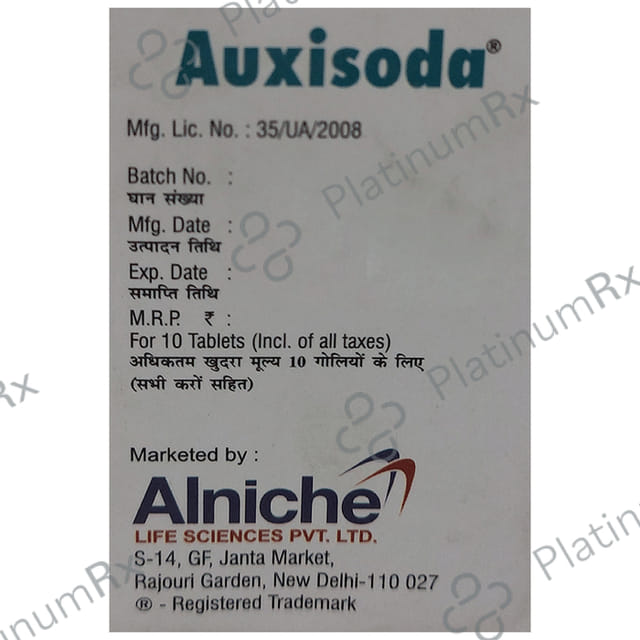 Auxisoda®
Mfg. Lic. No. : 35/UA/2008
Batch No. :
घान संख्या
Mfg. Date :
उत्पादन तिथि
Exp. Date :
समाप्ति तिथि
M.R.P. ₹ :
For 10 Tablets (Incl. of all taxes)
अधिकतम खुदरा मूल्य 10 गोलियों के लिए
(सभी करों सहित)
Marketed by :
Alniche
LIFE SCIENCES PVT. LTD.
S-14, GF, Janta Market,
Rajouri Garden, New Delhi-110 027
® - Registered Trademark
PlatinumRx
PlatinumRx
PlatinumRx
PlatinumRx